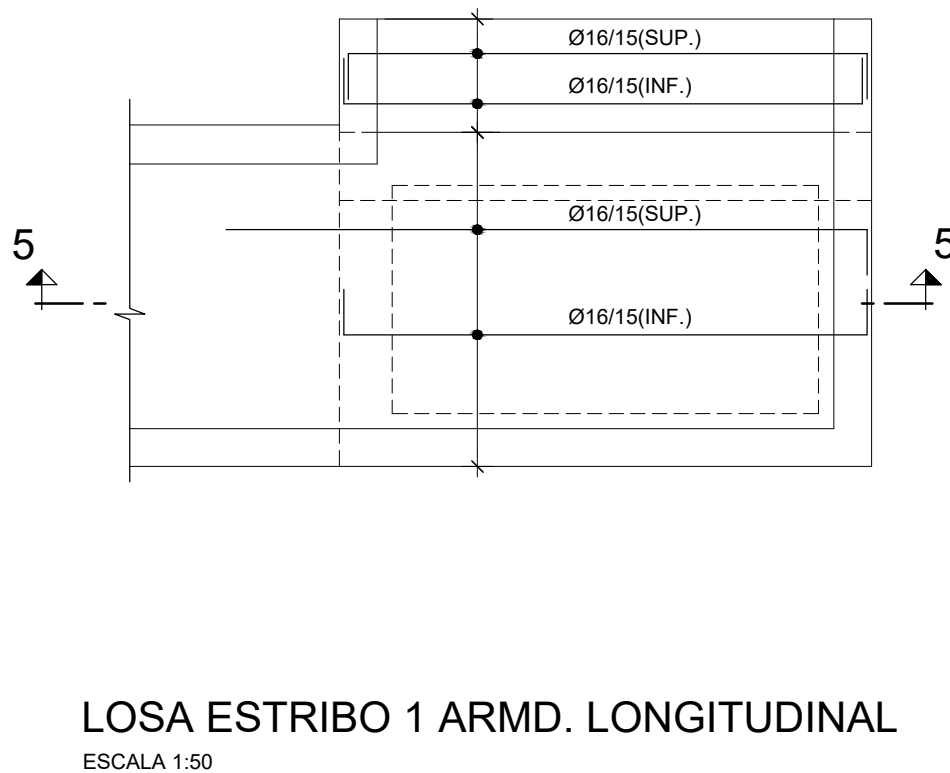 Ø16/15(SUP.)
Ø16/15(INF.)
Ø16/15(SUP.)
5
5
Ø16/15(INF.)
LOSA ESTRIBO 1 ARMD. LONGITUDINAL
ESCALA 1:50